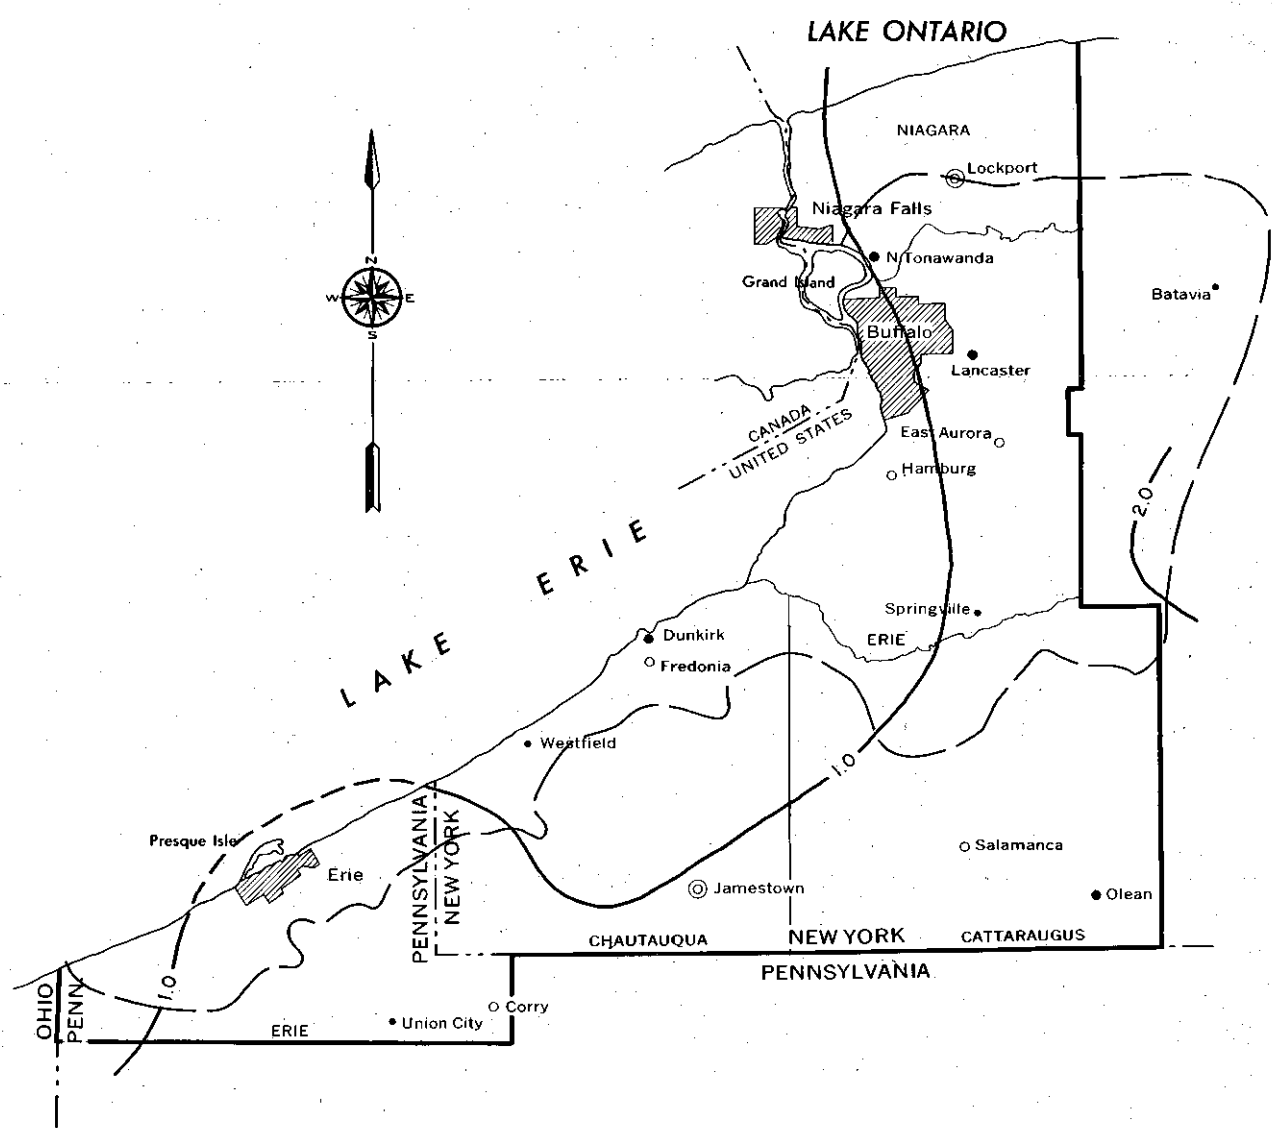 LAKE ONTARIO
NIAGARA
Lockport
Niagara Falls
N
W E
S
N Tonawanda
Grand Island
Batavia
Buffalo
Lancaster
CANADA
UNITED STATES
East Aurora
Hamburg
2.0
LAKE ERIE
Springville
ERIE
Dunkirk
Fredonia
Westfield
1.0
PENNSYLVANIA
NEW YORK
Presque Isle
Erie
Salamanca
Jamestown
Olean
CHAUTAUQUA
NEW YORK
CATTARAUGUS
PENNSYLVANIA
1.0
OHIO
PENN
Corry
Union City
ERIE